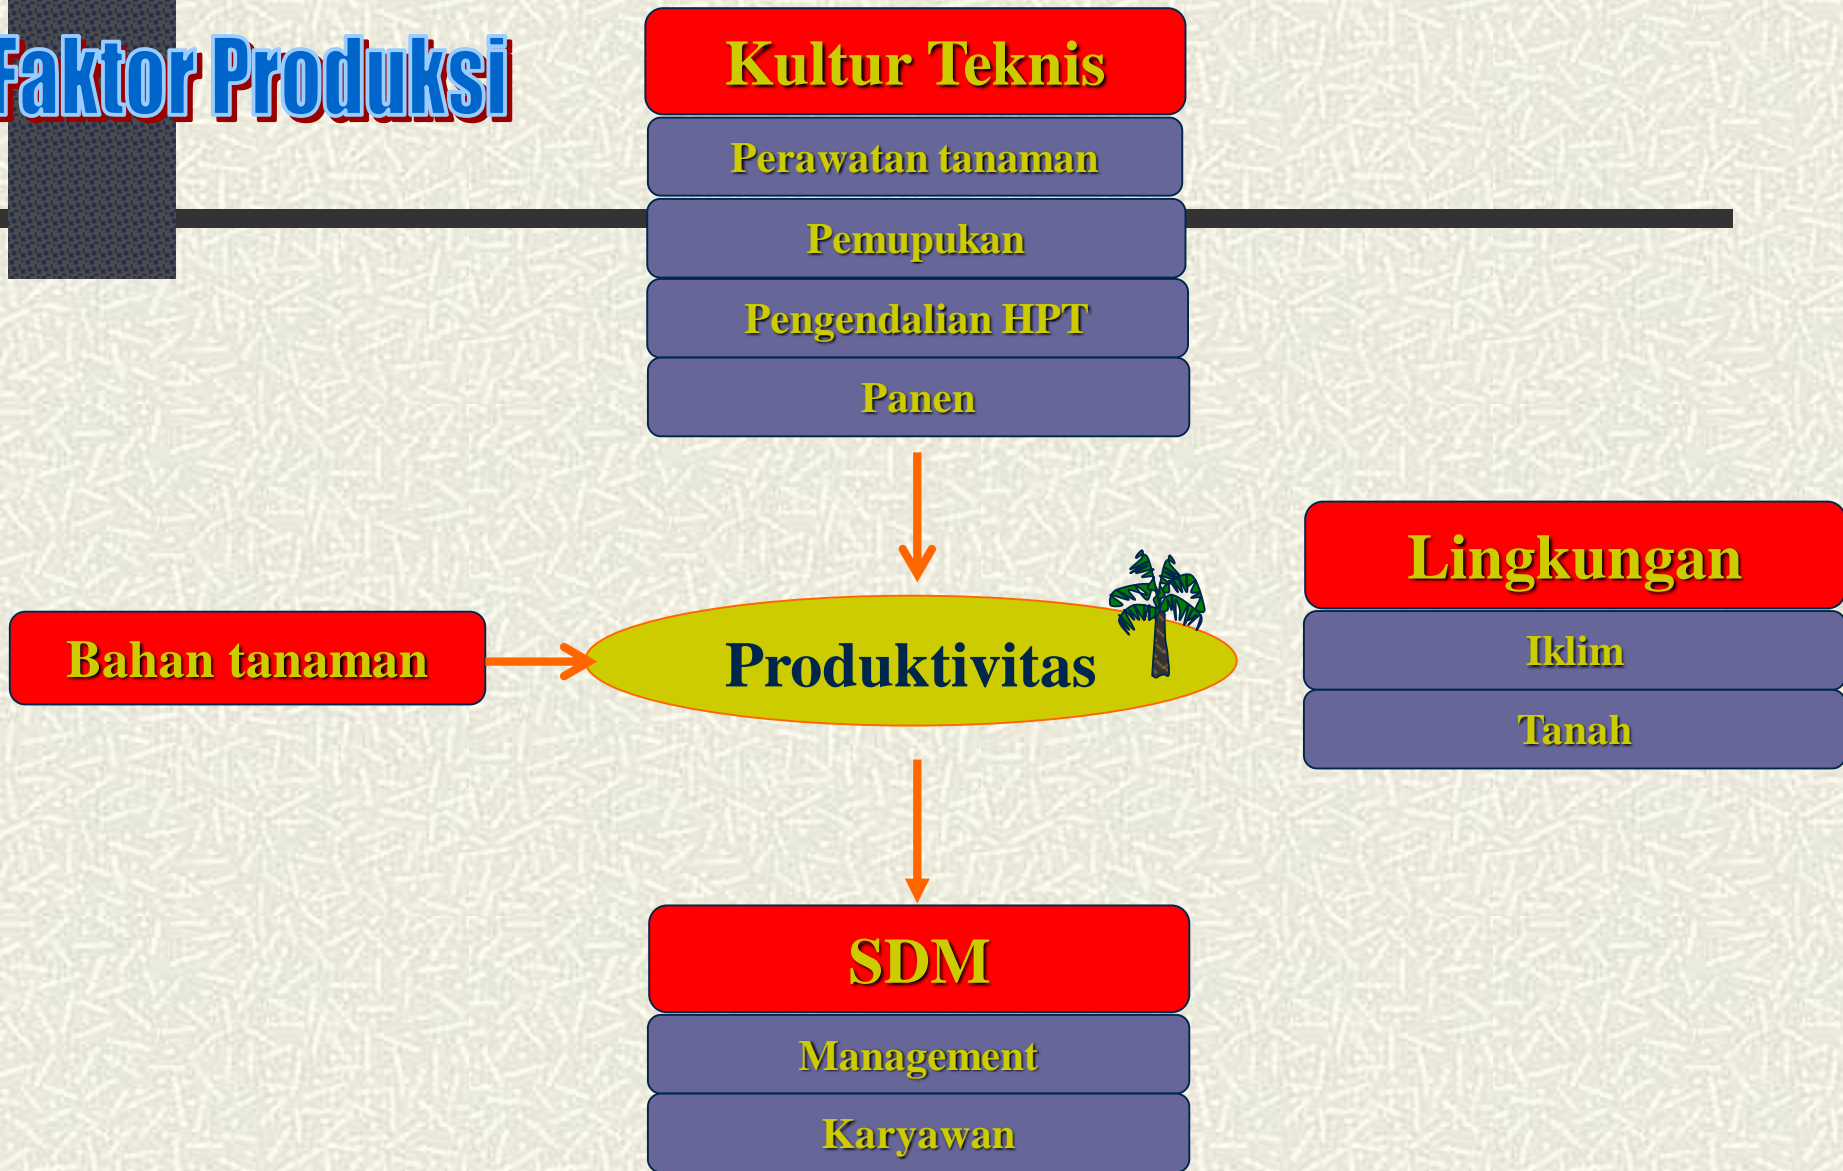 Faktor Produksi
Kultur Teknis
Perawatan tanaman
Pemupukan
Pengendalian HPT
Panen
Bahan tanaman
Produktivitas
Lingkungan
Iklim
Tanah
SDM
Management
Karyawan